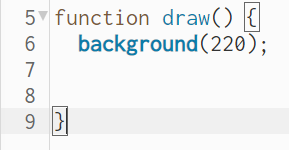 5 function draw() {
6 background(220);
7
8
9 }